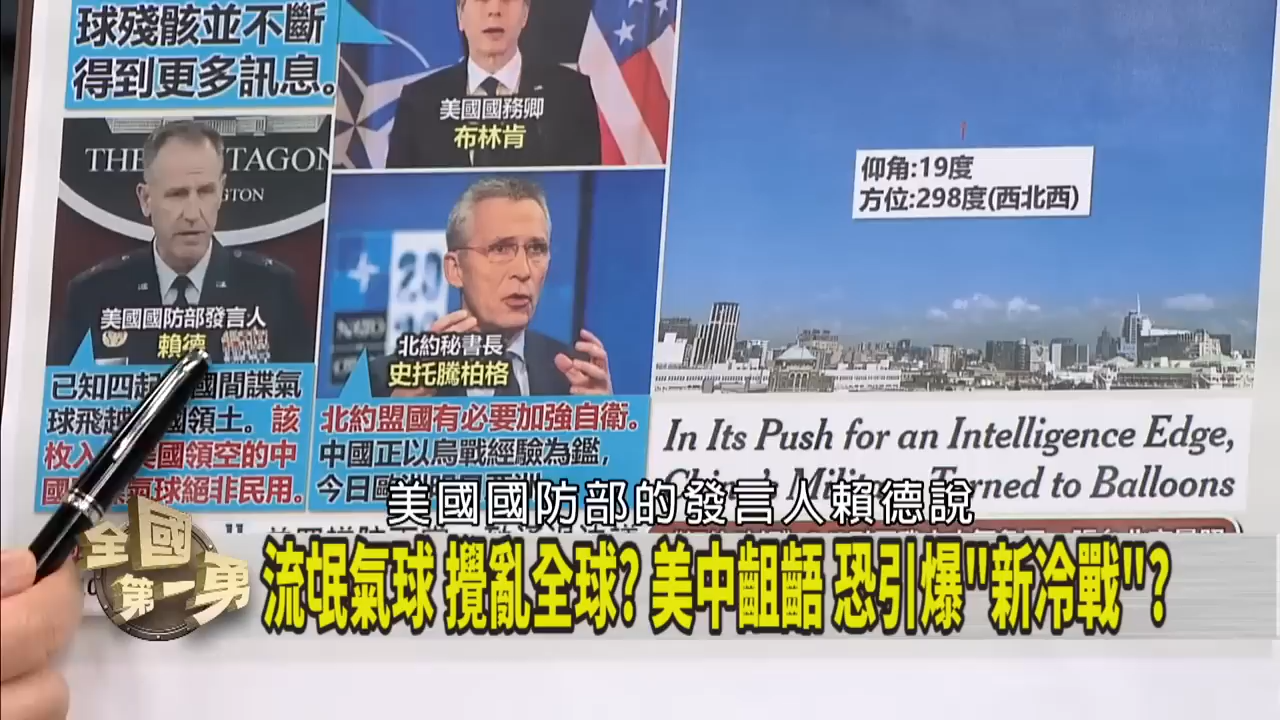 球殘骸並不斷
得到更多訊息。
美國國務卿
布林肯
THE PENTAGON
美國國防部發言人
賴德
已知四起
國間諜氣
球飛越
國領土。該
美國領空的中
氣球絕非民用。
北約秘書長
史托騰柏格
北約盟國有必要加強自衛。
中國正以烏戰經驗為鑑,
今日
仰角:19度
方位:298度(西北西)
In Its Push for an Intelligence Edge,
China's Military Turned to Balloons
美國國防部的發言人賴德說
全國第一勇
流氓氣球 攪亂全球? 美中齟齬 恐引爆"新冷戰"?